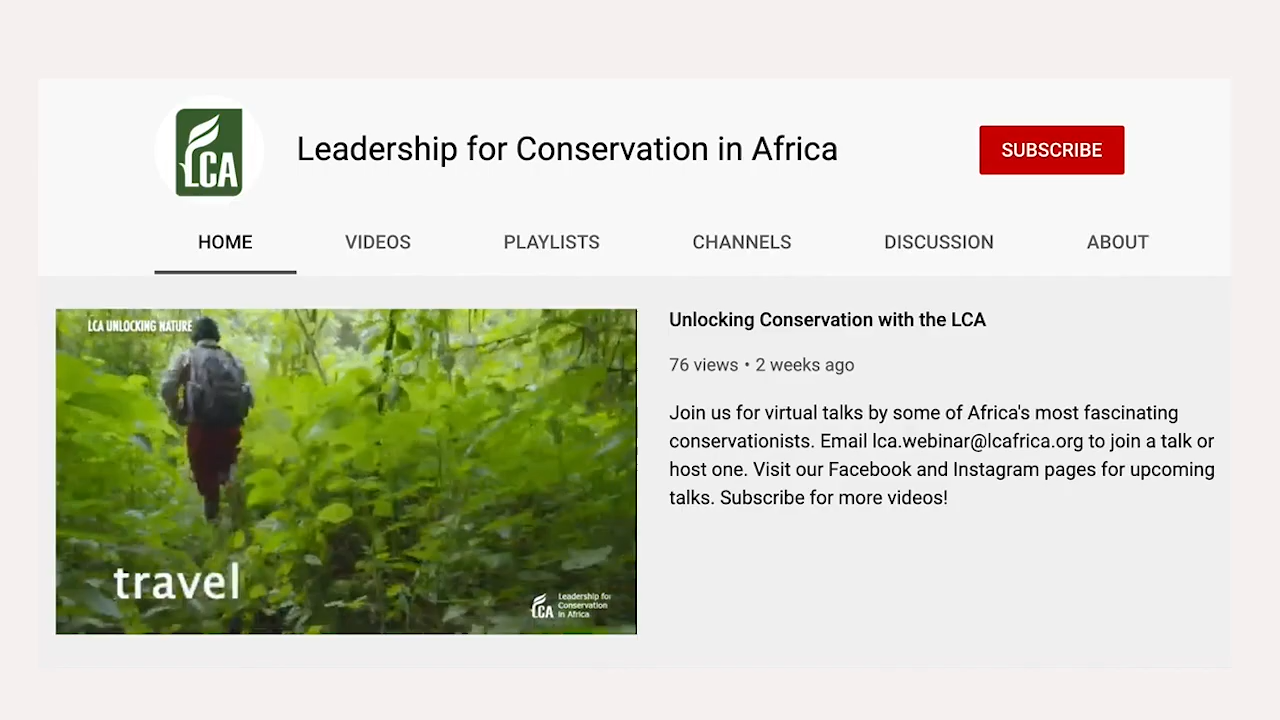 LCA
Leadership for Conservation in Africa
SUBSCRIBE
HOME
VIDEOS
PLAYLISTS
CHANNELS
DISCUSSION
ABOUT
LCA UNLOCKING NATURE
travel
LCA
Leadership for
Conservation
in Africa
Unlocking Conservation with the LCA
76 views • 2 weeks ago
Join us for virtual talks by some of Africa's most fascinating
conservationists. Email lca.webinar@lcafrica.org to join a talk or
host one. Visit our Facebook and Instagram pages for upcoming
talks. Subscribe for more videos!